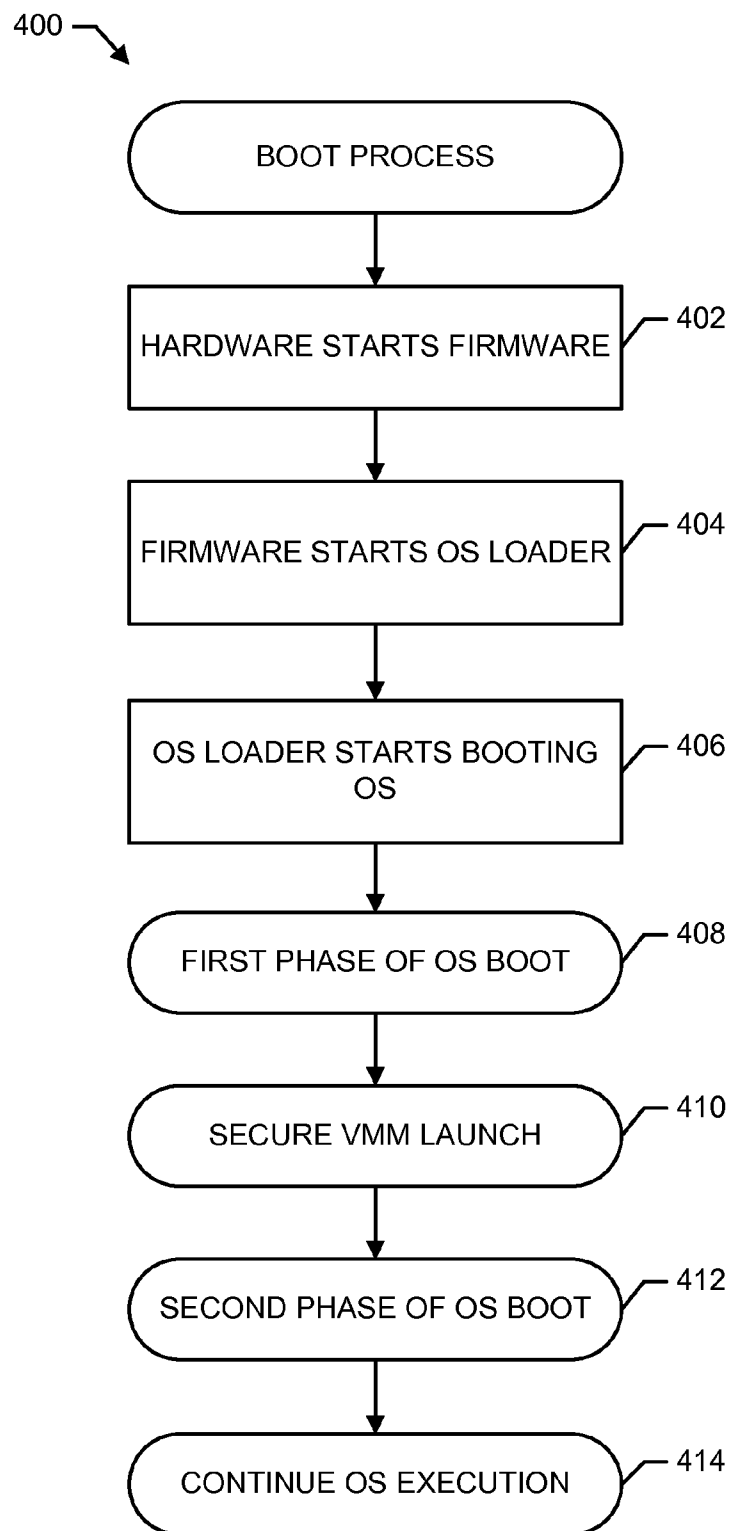 400
BOOT PROCESS
HARDWARE STARTS FIRMWARE
402
FIRMWARE STARTS OS LOADER
404
OS LOADER STARTS BOOTING
OS
406
FIRST PHASE OF OS BOOT
408
SECURE VMM LAUNCH
410
SECOND PHASE OF OS BOOT
412
CONTINUE OS EXECUTION
414